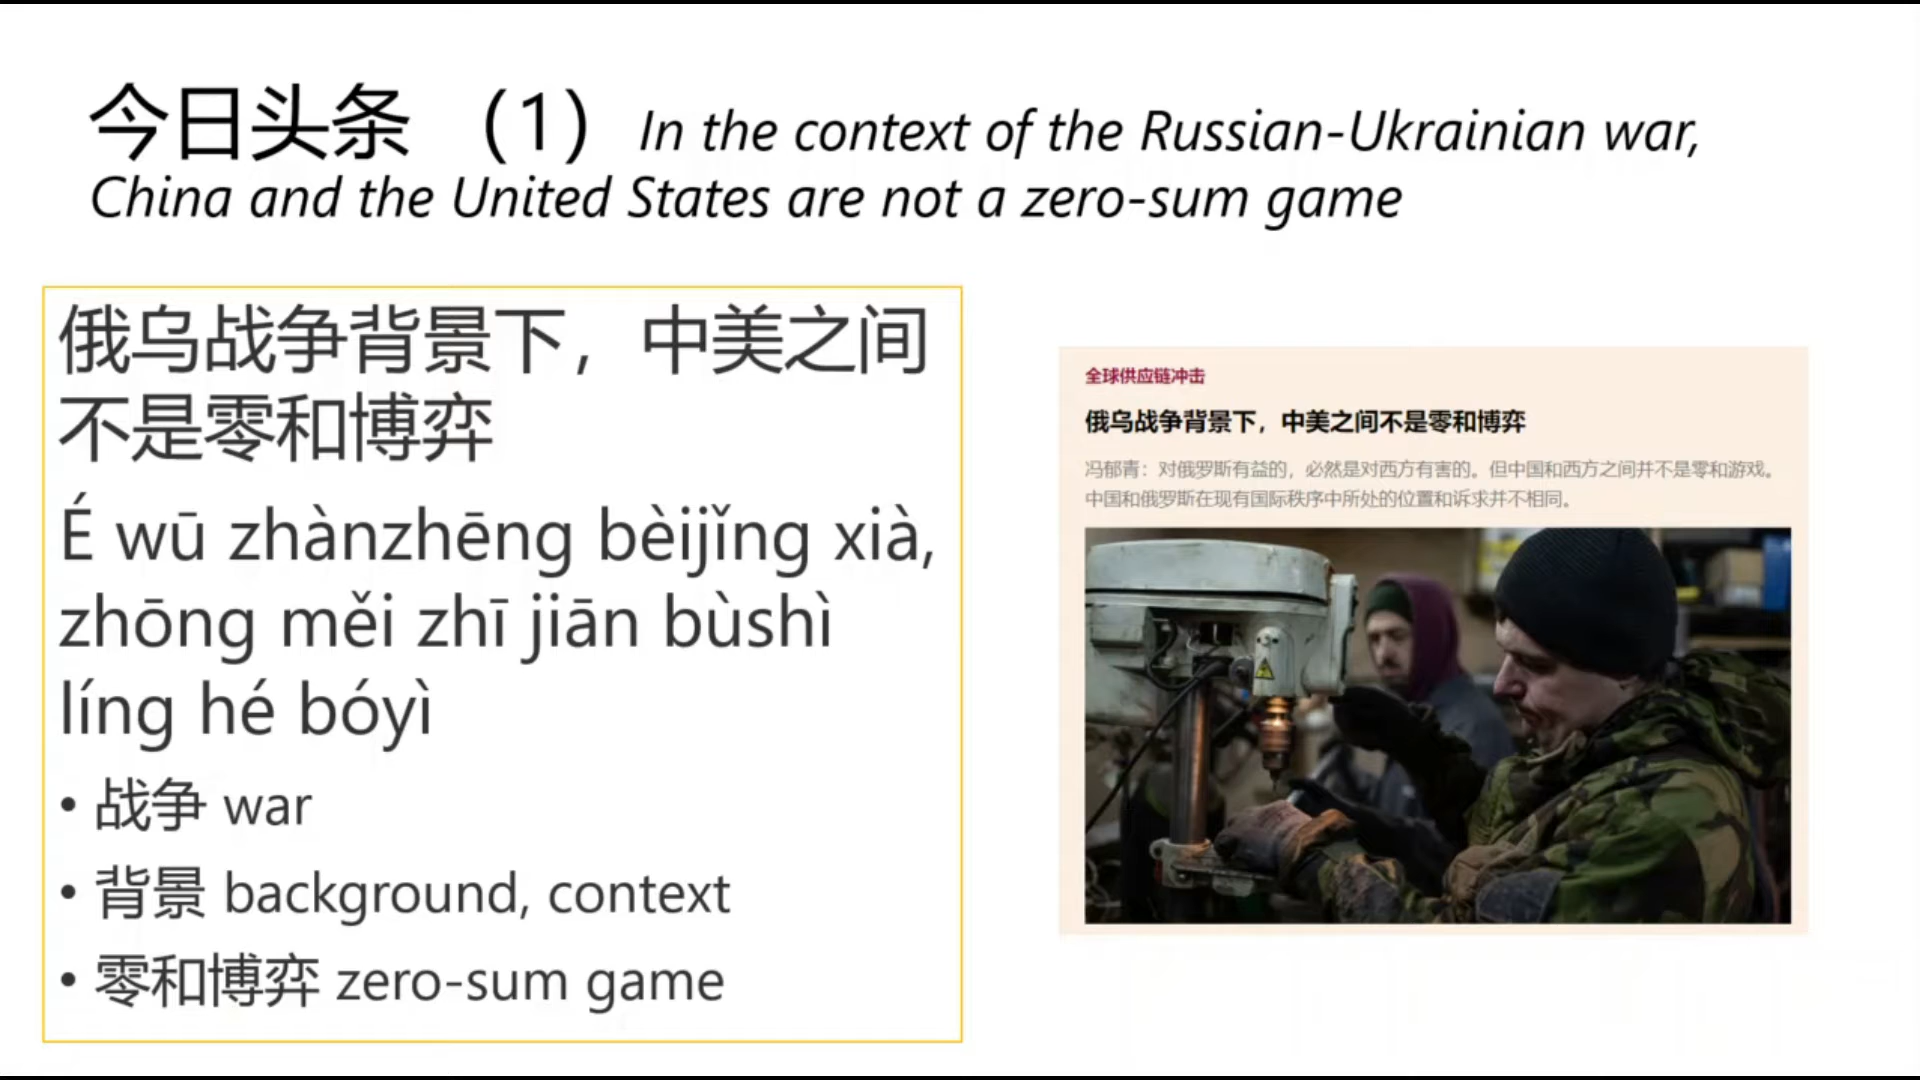 今日头条 （1） In the context of the Russian-Ukrainian war,
China and the United States are not a zero-sum game
俄乌战争背景下，中美之间
不是零和博弈
É wū zhànzhēng bèijǐng xià,
zhōng měi zhī jiān bùshì
líng hé bóyì
• 战争 war
• 背景 background, context
• 零和博弈 zero-sum game
全球供应链冲击
俄乌战争背景下，中美之间不是零和博弈
冯郁青：对俄罗斯有益的，必然是对西方有害的。但中国和西方之间并不是零和游戏。
中国和俄罗斯在现有国际秩序中所处的位置和诉求并不相同。